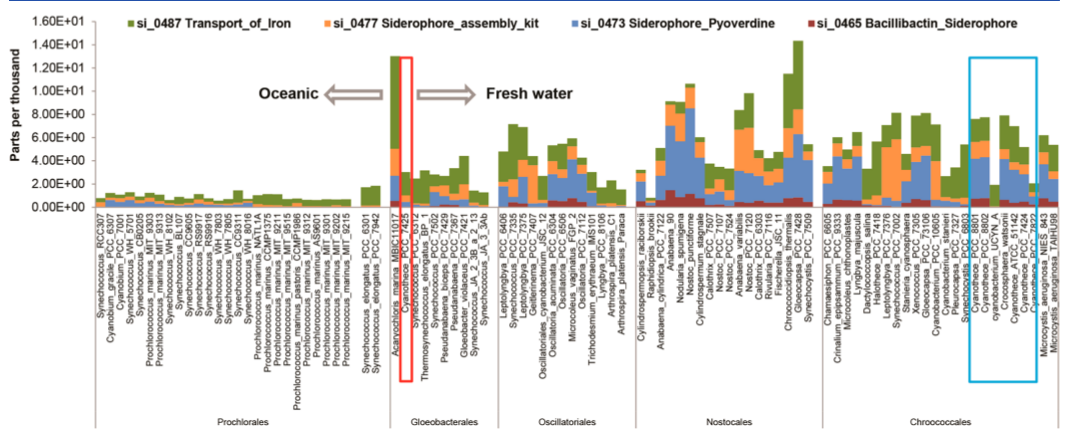 si_0487 Transport_of_Iron si_0477 Siderophore_assembly_kit si_0473 Siderophore_Pyoverdine si_0465 Bacillibactin_Siderophore
Parts per thousand
1.60E+01
1.40E+01
1.20E+01
1.00E+01
8.00E+00
6.00E+00
4.00E+00
2.00E+00
0.00E+00
Oceanic
Fresh water
Synechococcus_RCC307
Cyanobium_gracile_PCC_6307
Cyanobium_PCC_7001
Synechococcus_WH_5701
Synechococcus_CB0205
Prochlorococcus_marinus_MIT_9303
Prochlorococcus_marinus_MIT_9313
Synechococcus_WH_8102
Synechococcus_BL107
Synechococcus_CC9605
Synechococcus_RS9917
Synechococcus_RS9916
Synechococcus_WH_7803
Synechococcus_WH_7805
Synechococcus_CC9311
Synechococcus_WH_8016
Prochlorococcus_marinus_NATL1A
Prochlorococcus_marinus_CCMP1375
Prochlorococcus_marinus_MIT_9211
Prochlorococcus_marinus_MIT_9515
Prochlorococcus_marinus_pastoris_CCMP1986
Prochlorococcus_marinus_MIT_9312
Prochlorococcus_marinus_AS9601
Prochlorococcus_marinus_MIT_9301
Prochlorococcus_marinus_MIT_9202
Prochlorococcus_marinus_MIT_9215
Synechococcus_elongatus_PCC_6301
Synechococcus_elongatus_PCC_7942
Acaryochloris_marina_MBIC11017
Cyanothece_PCC_7425
Synechococcus_PCC_6312
Thermosynechococcus_elongatus_BP_1
Synechococcus_PCC_7502
Pseudanabaena_biceps_PCC_7429
Pseudanabaena_PCC_7367
Gloeobacter_violaceus_PCC_7421
Synechococcus_JA_2_3B_a_2_13
Synechococcus_JA_3_3Ab
Leptolyngbya_PCC_6406
Synechococcus_PCC_7335
Leptolyngbya_PCC_7375
Geitlerinema_PCC_7407
Oscillatoriales_cyanobacterium_JSC_12
Oscillatoria_acuminata_PCC_6304
Oscillatoria_PCC_6506
Microcoleus_vaginatus_FGP_2
Oscillatoria_PCC_7112
Trichodesmium_erythraeum_IMS101
Lyngbya_PCC_8106
Arthrospira_platensis_C1
Arthrospira_platensis_Paraca
Cylindrospermopsis_raciborskii
Raphidiopsis_brookii
Anabaena_cylindrica_PCC_7122
Anabaena_90
Nodularia_spumigena
Nostoc_punctiforme
Cylindrospermum_stagnale
Calothrix_PCC_7507
Nostoc_PCC_7107
Nostoc_PCC_7524
Anabaena_variabilis
Nostoc_PCC_7120
Calothrix_PCC_6303
Rivularia_PCC_7116
Fischerella_JSC_11
Chroococcidiopsis_thermalis
Gloeocapsa_PCC_7428
Synechocystis_PCC_7509
Chamaesiphon_PCC_6605
Crinalium_epipsammum_PCC_9333
Microcoleus_chthonoplastes
Lyngbya_majuscula
Dactylococcopsis_salina
Halothece_PCC_7418
Leptolyngbya_PCC_7376
Synechococcus_PCC_7002
Stanieria_cyanosphaera
Xenococcus_PCC_7305
Gloeocapsa_PCC_73106
Cyanobacterium_PCC_10605
Cyanobacterium_stanieri
Pleurocapsa_PCC_7327
Synechocystis_PCC_6803
Cyanothece_PCC_8801
Cyanothece_PCC_8802
cyanobacterium_UCYN_A
Crocosphaera_watsonii
Cyanothece_ATCC_51142
Cyanothece_PCC_7424
Cyanothece_PCC_7822
Microcystis_aeruginosa_NIES_843
Microcystis_aeruginosa_TAIHU98
Prochlorales
Gloeobacterales
Oscillatoriales
Nostocales
Chroococcales